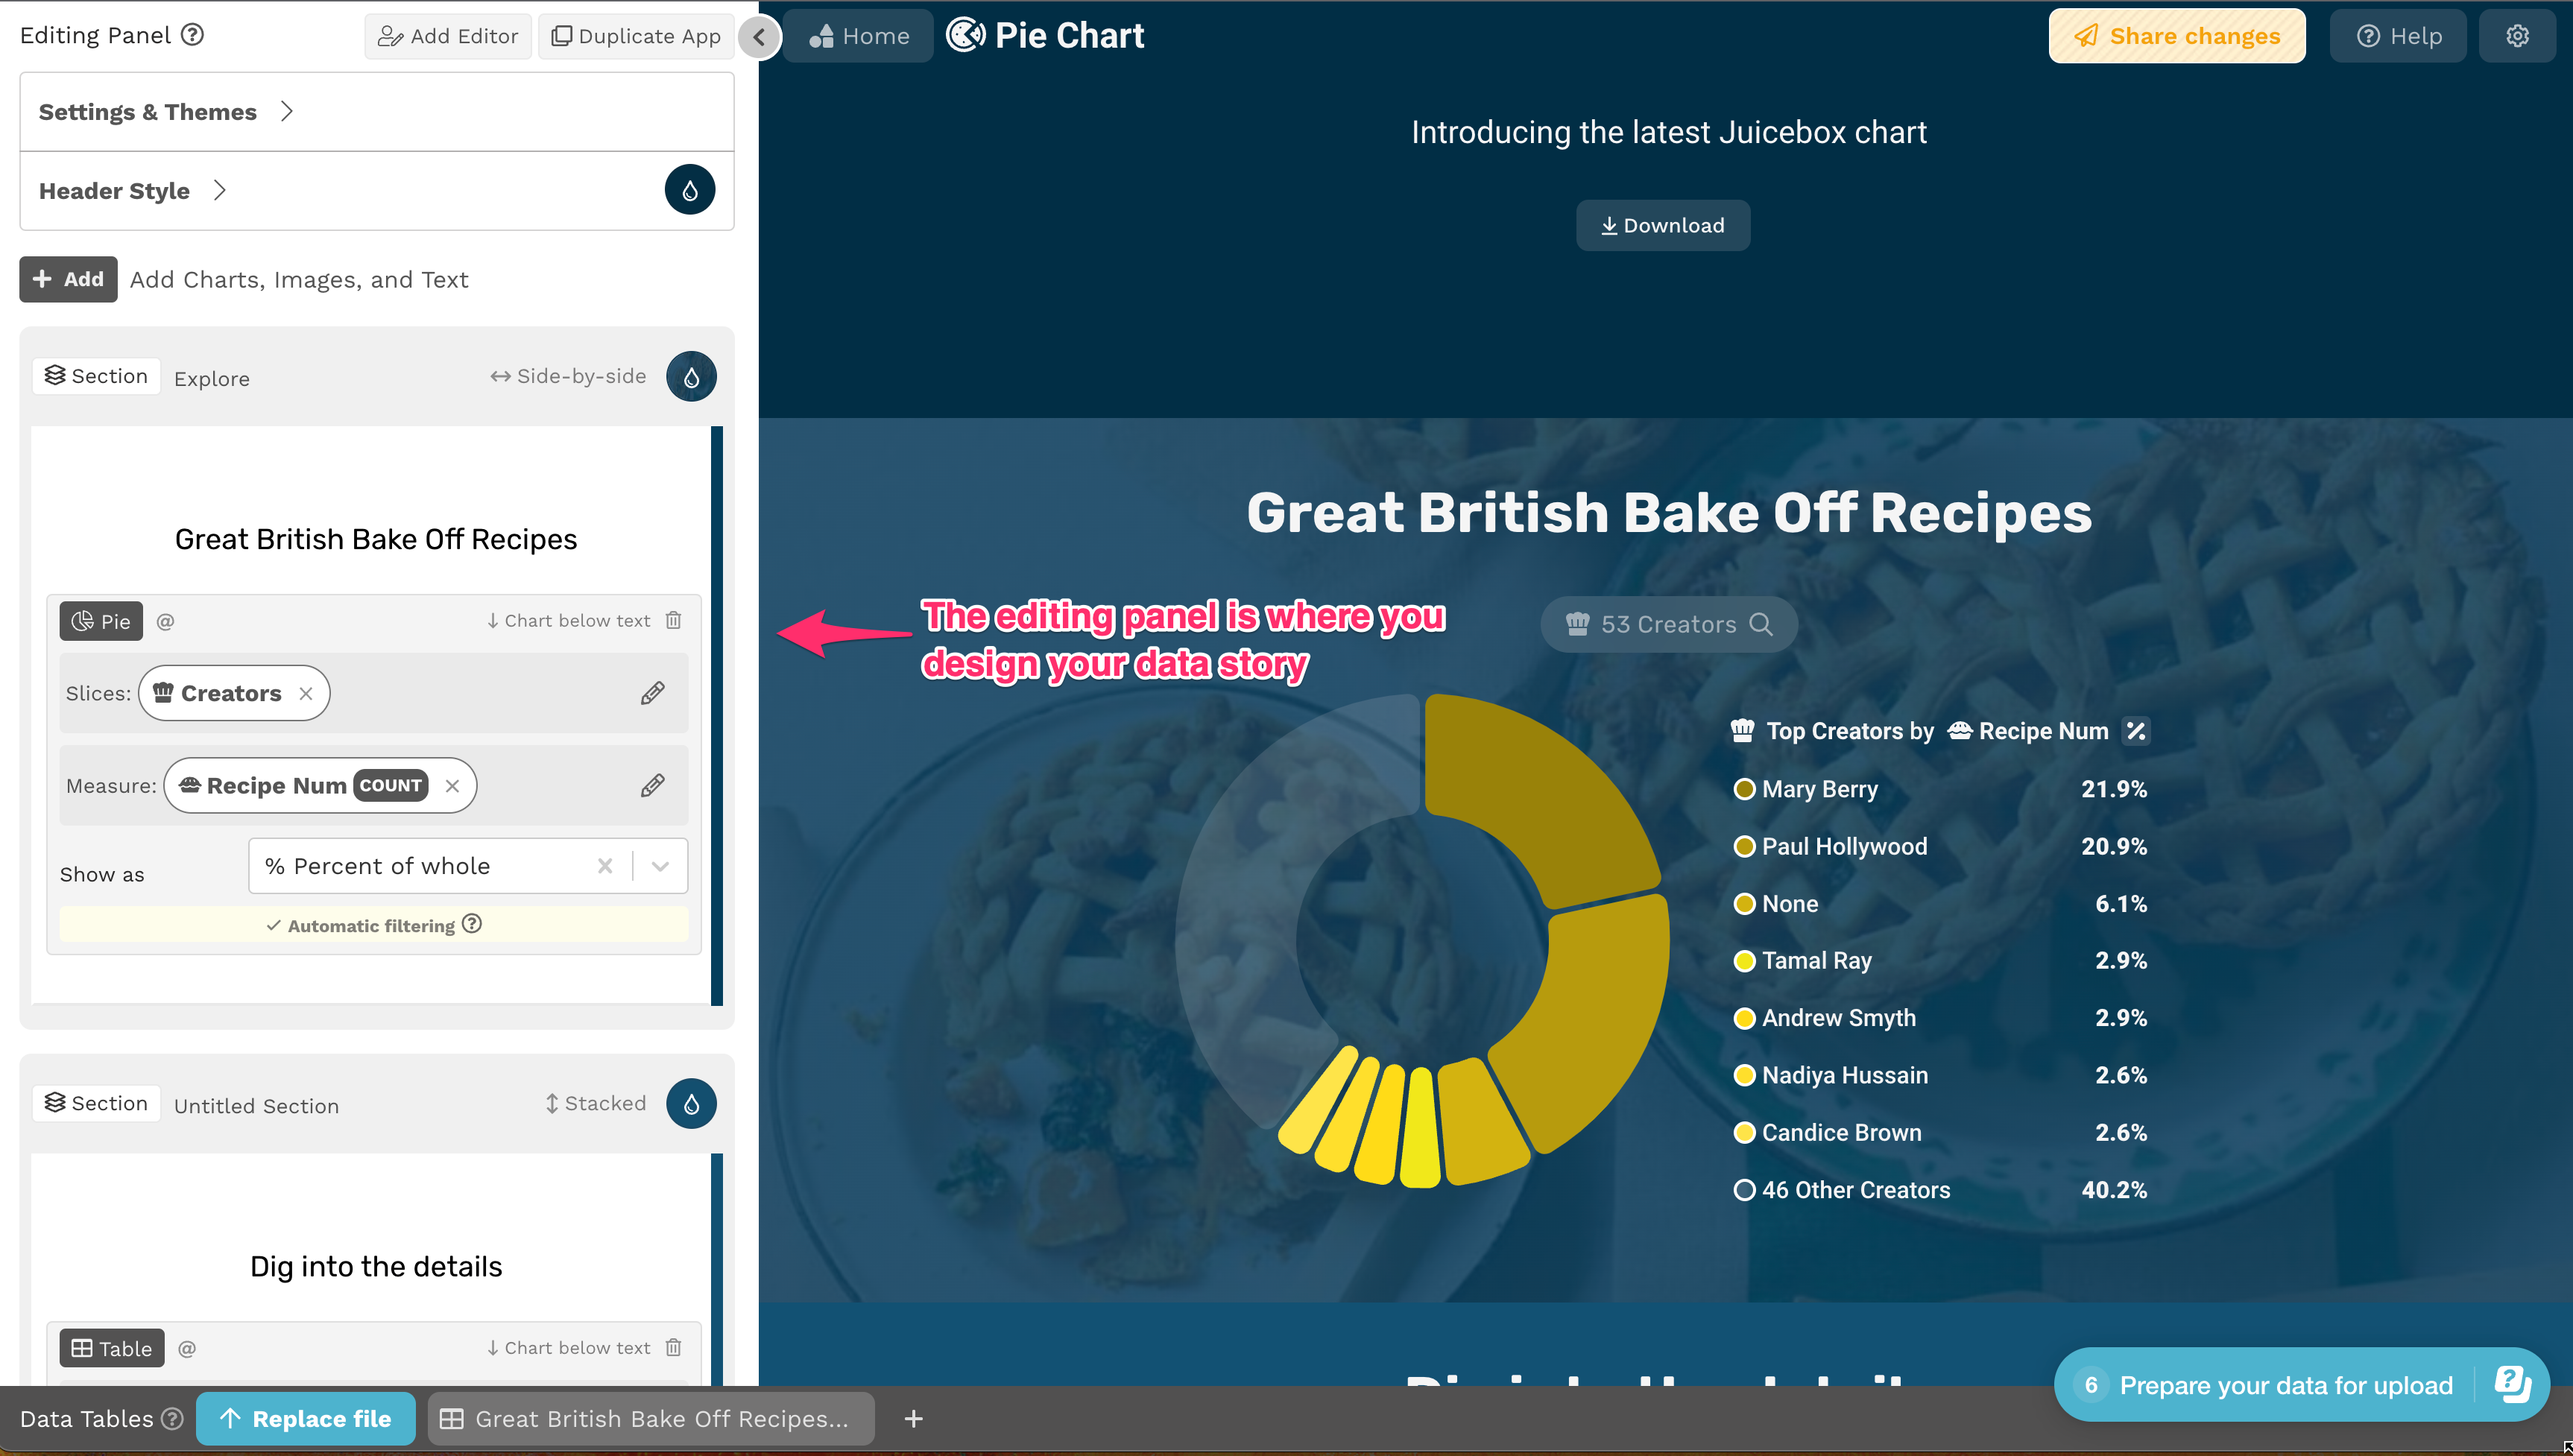 Editing Panel
Add Editor
Duplicate App
Home
Pie Chart
Share changes
Help
Settings & Themes
Header Style
+ Add
Add Charts, Images, and Text
Section
Explore
Side-by-side
Great British Bake Off Recipes
Pie
@
Chart below text
Slices:
Creators
Measure:
Recipe Num COUNT
Show as
% Percent of whole
Automatic filtering
Section
Untitled Section
Stacked
Dig into the details
Table
@
Chart below text
Introducing the latest Juicebox chart
Download
Great British Bake Off Recipes
53 Creators
The editing panel is where you
design your data story
Top Creators by Recipe Num %
Mary Berry 21.9%
Paul Hollywood 20.9%
None 6.1%
Tamal Ray 2.9%
Andrew Smyth 2.9%
Nadiya Hussain 2.6%
Candice Brown 2.6%
46 Other Creators 40.2%
6 Prepare your data for upload
Data Tables
Replace file
Great British Bake Off Recipes...
+